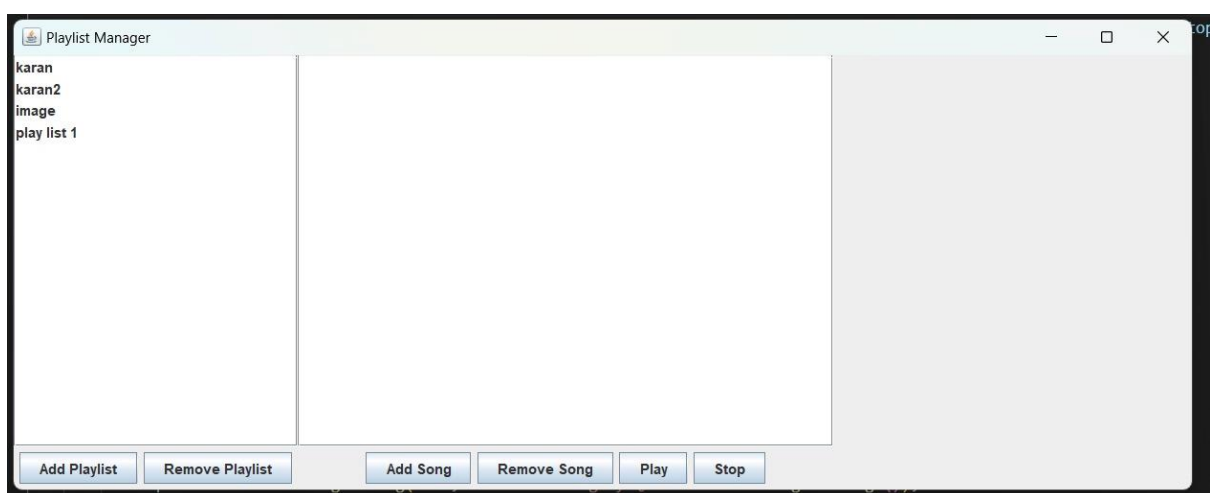 Playlist Manager
karan
karan2
image
play list 1
Add Playlist
Remove Playlist
Add Song
Remove Song
Play
Stop